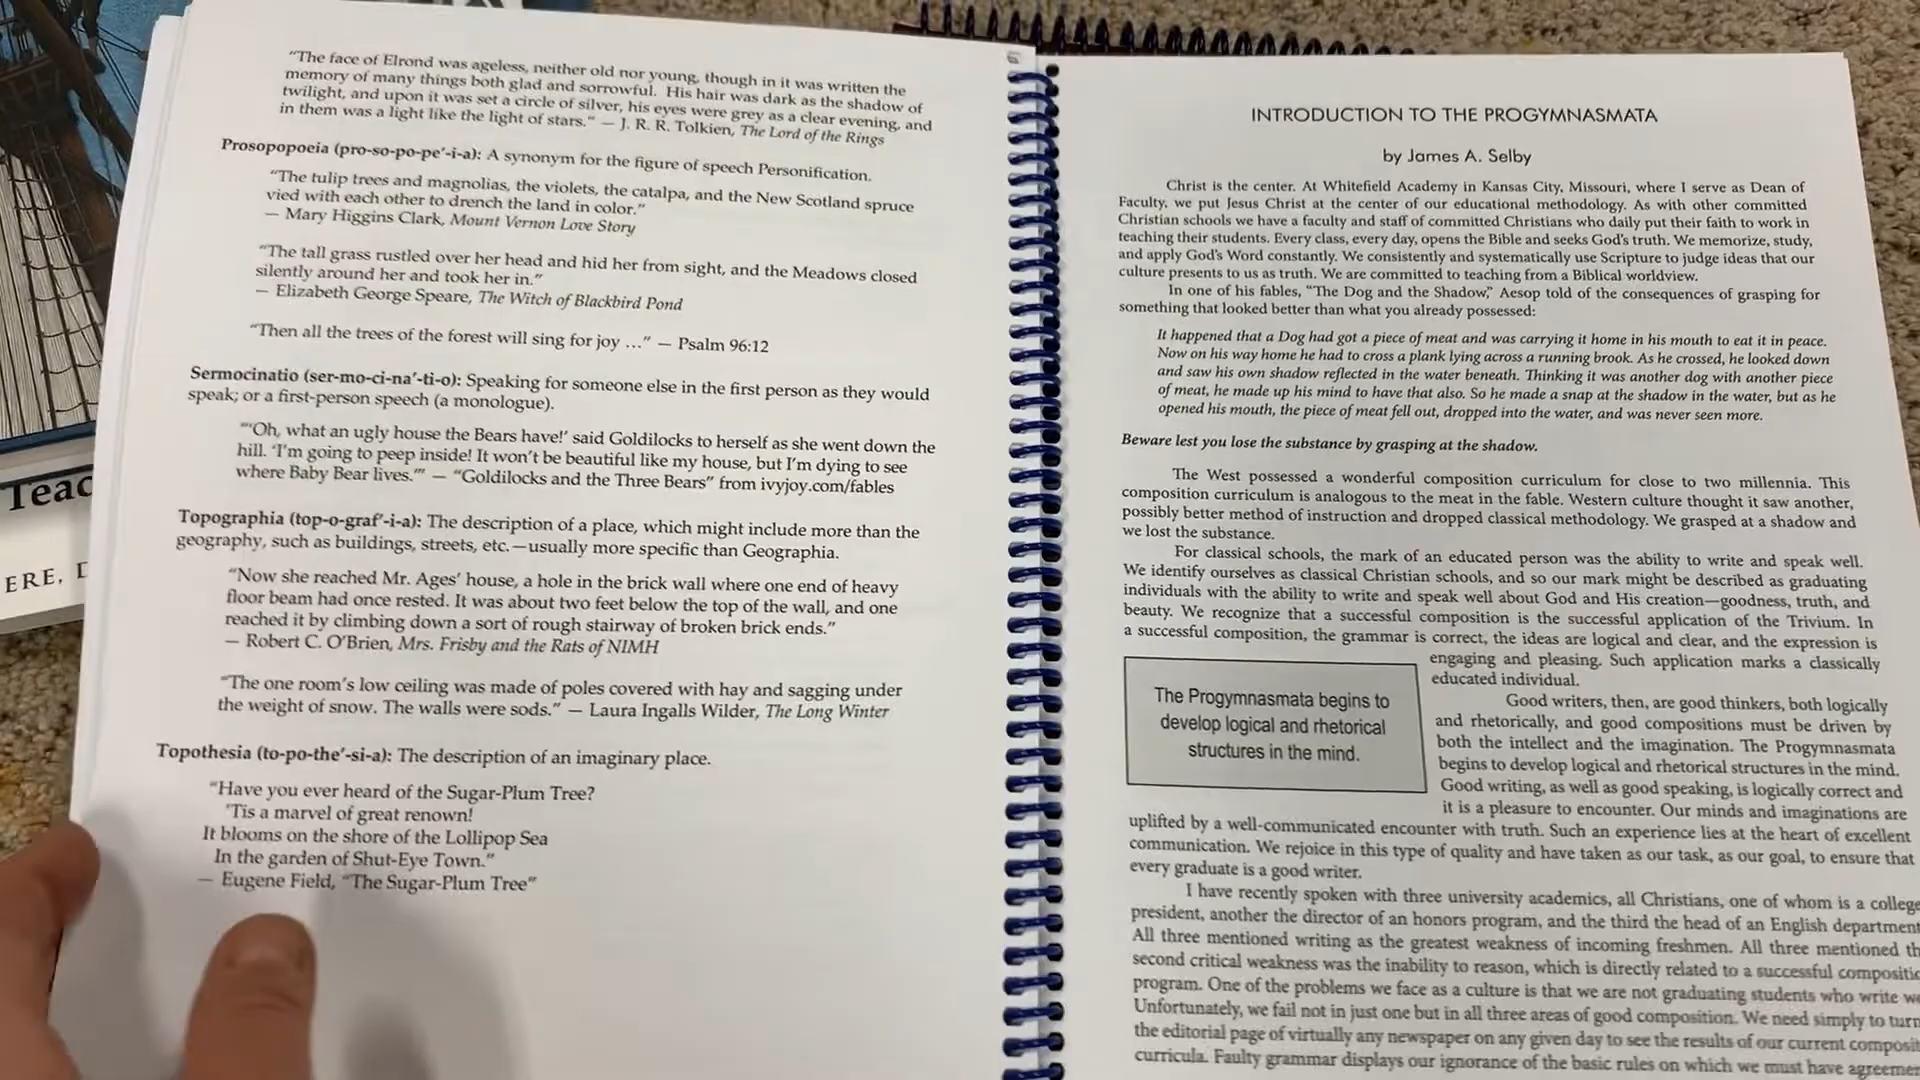 Teac
ERE, D
"The face of Elrond was ageless, neither old nor young, though in it was written the
memory of many things both glad and sorrowful. His hair was dark as the shadow of
twilight, and upon it was set a circle of silver, his eyes were grey as a clear evening, and
in them was a light like the light of stars." — J. R. R. Tolkien, The Lord of the Rings
Prosopopoeia (pro-so-po-pe'-i-a): A synonym for the figure of speech Personification.
"The tulip trees and magnolias, the violets, the catalpa, and the New Scotland spruce
vied with each other to drench the land in color."
— Mary Higgins Clark, Mount Vernon Love Story
"The tall grass rustled over her head and hid her from sight, and the Meadows closed
silently around her and took her in."
— Elizabeth George Speare, The Witch of Blackbird Pond
"Then all the trees of the forest will sing for joy ..." — Psalm 96:12
Sermocinatio (ser-mo-ci-na'-ti-o): Speaking for someone else in the first person as they would
speak; or a first-person speech (a monologue).
"'Oh, what an ugly house the Bears have!' said Goldilocks to herself as she went down the
hill. 'I'm going to peep inside! It won't be beautiful like my house, but I'm dying to see
where Baby Bear lives.'" — "Goldilocks and the Three Bears" from ivyjoy.com/fables
Topographia (top-o-graf'-i-a): The description of a place, which might include more than the
geography, such as buildings, streets, etc.—usually more specific than Geographia.
"Now she reached Mr. Ages' house, a hole in the brick wall where one end of heavy
floor beam had once rested. It was about two feet below the top of the wall, and one
reached it by climbing down a sort of rough stairway of broken brick ends."
— Robert C. O'Brien, Mrs. Frisby and the Rats of NIMH
"The one room's low ceiling was made of poles covered with hay and sagging under
the weight of snow. The walls were sods." — Laura Ingalls Wilder, The Long Winter
Topothesia (to-po-the'-si-a): The description of an imaginary place.
"Have you ever heard of the Sugar-Plum Tree?
'Tis a marvel of great renown!
It blooms on the shore of the Lollipop Sea
In the garden of Shut-Eye Town."
— Eugene Field, "The Sugar-Plum Tree"
INTRODUCTION TO THE PROGYMNASMATA
by James A. Selby
Christ is the center. At Whitefield Academy in Kansas City, Missouri, where I serve as Dean of
Faculty, we put Jesus Christ at the center of our educational methodology. As with other committed
Christian schools we have a faculty and staff of committed Christians who daily put their faith to work in
teaching their students. Every class, every day, opens the Bible and seeks God's truth. We memorize, study,
and apply God's Word constantly. We consistently and systematically use Scripture to judge ideas that our
culture presents to us as truth. We are committed to teaching from a Biblical worldview.
In one of his fables, "The Dog and the Shadow," Aesop told of the consequences of grasping for
something that looked better than what you already possessed:
It happened that a Dog had got a piece of meat and was carrying it home in his mouth to eat it in peace.
Now on his way home he had to cross a plank lying across a running brook. As he crossed, he looked down
and saw his own shadow reflected in the water beneath. Thinking it was another dog with another piece
of meat, he made up his mind to have that also. So he made a snap at the shadow in the water, but as he
opened his mouth, the piece of meat fell out, dropped into the water, and was never seen more.
Beware lest you lose the substance by grasping at the shadow.
The West possessed a wonderful composition curriculum for close to two millennia. This
composition curriculum is analogous to the meat in the fable. Western culture thought it saw another,
possibly better method of instruction and dropped classical methodology. We grasped at a shadow and
we lost the substance.
For classical schools, the mark of an educated person was the ability to write and speak well.
We identify ourselves as classical Christian schools, and so our mark might be described as graduating
individuals with the ability to write and speak well about God and His creation—goodness, truth, and
beauty. We recognize that a successful composition is the successful application of the Trivium. In
a successful composition, the grammar is correct, the ideas are logical and clear, and the expression is
engaging and pleasing. Such application marks a classically
educated individual.
The Progymnasmata begins to
develop logical and rhetorical
structures in the mind.
Good writers, then, are good thinkers, both logically
and rhetorically, and good compositions must be driven by
both the intellect and the imagination. The Progymnasmata
begins to develop logical and rhetorical structures in the mind.
Good writing, as well as good speaking, is logically correct and
it is a pleasure to encounter. Our minds and imaginations are
uplifted by a well-communicated encounter with truth. Such an experience lies at the heart of excellent
communication. We rejoice in this type of quality and have taken as our task, as our goal, to ensure that
every graduate is a good writer.
I have recently spoken with three university academics, all Christians, one of whom is a college
president, another the director of an honors program, and the third the head of an English department
All three mentioned writing as the greatest weakness of incoming freshmen. All three mentioned th
second critical weakness was the inability to reason, which is directly related to a successful compositio
program. One of the problems we face as a culture is that we are not graduating students who write we
Unfortunately, we fail not in just one but in all three areas of good composition. We need simply to turn
the editorial page of virtually any newspaper on any given day to see the results of our current composit
curricula. Faulty grammar displays our ignorance of the basic rules on which we must have agreemen